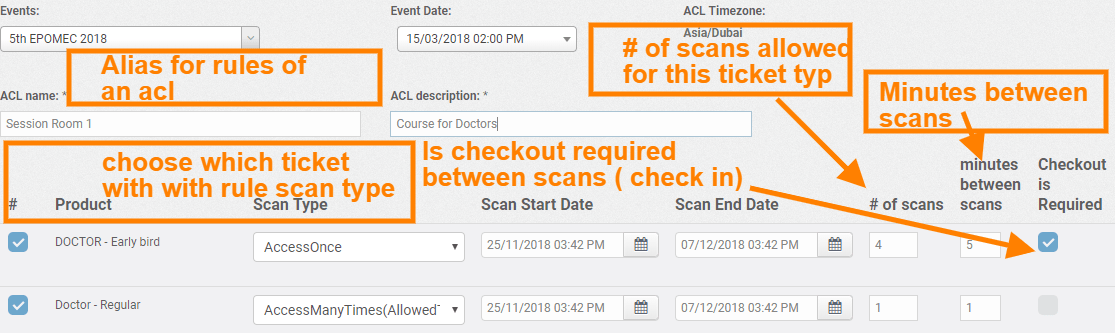 Events:
Event Date:
ACL Timezone:
5th EPOMEC 2018
15/03/2018 02:00 PM
Asia/Dubai
Alias for rules of
an acl
# of scans allowed
for this ticket typ
Minutes between
scans
ACL name: *
ACL description: *
Session Room 1
Course for Doctors
choose which ticket
with with rule scan type
Is checkout required
between scans ( check in)
# Product Scan Type Scan Start Date Scan End Date # of scans
minutes
between
scans
Checkout
is
Required
DOCTOR - Early bird AccessOnce 25/11/2018 03:42 PM 07/12/2018 03:42 PM 4 5
Doctor - Regular AccessManyTimes(AllowedT 25/11/2018 03:42 PM 07/12/2018 03:42 PM 1 1